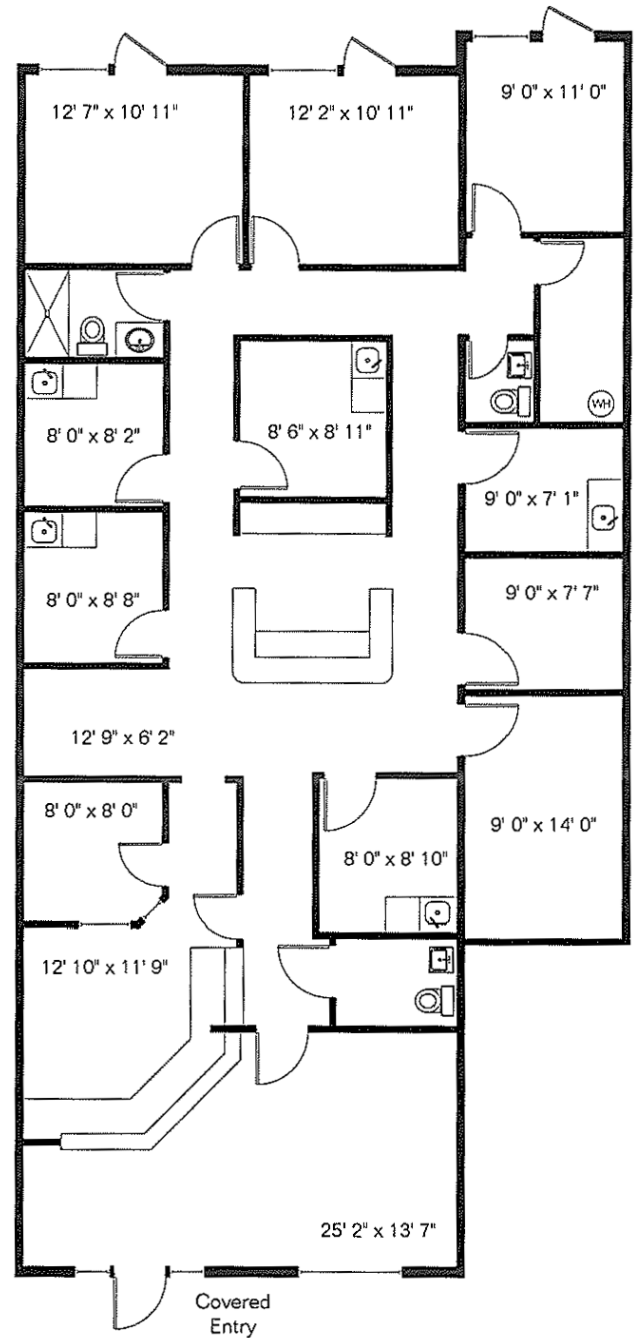 12' 7" x 10' 11"
12' 2" x 10' 11"
9' 0" x 11' 0"
8' 0" x 8' 2"
8' 6" x 8' 11"
WH
9' 0" x 7' 1"
8' 0" x 8' 8"
9' 0" x 7' 7"
12' 9" x 6' 2"
8' 0" x 8' 0"
8' 0" x 8' 10"
9' 0" x 14' 0"
12' 10" x 11' 9"
25' 2" x 13' 7"
Covered
Entry